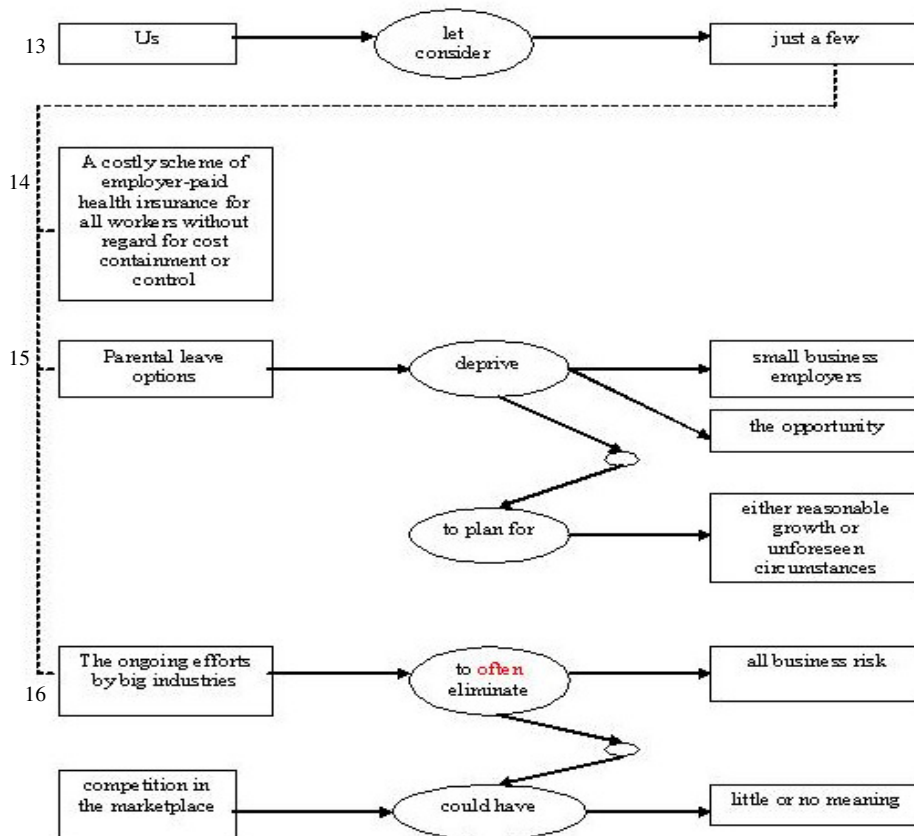 13
Us
let
consider
just a few
14
A costly scheme of
employer-paid
health insurance for
all workers without
regard for cost
containment or
control
15
Parental leave
options
deprive
small business
employers
the opportunity
to plan for
either reasonable
growth or
unforeseen
circumstances
16
The ongoing efforts
by big industries
to often
eliminate
all business risk
competition in
the marketplace
could have
little or no meaning